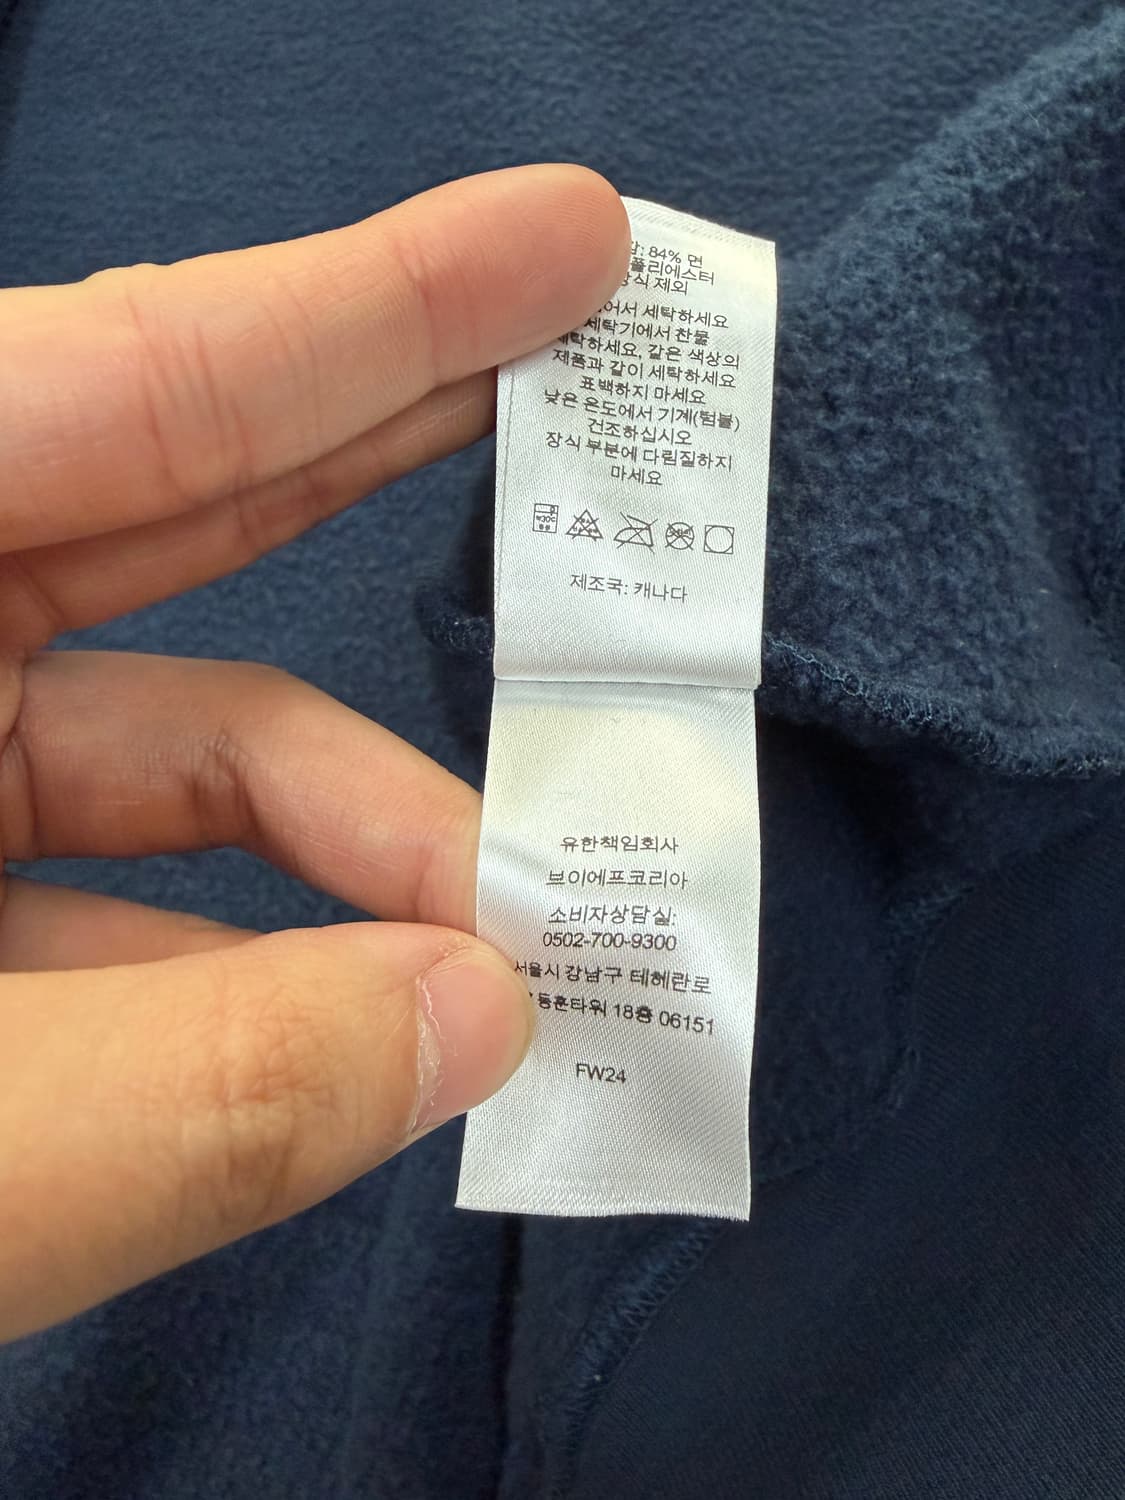 84% 면
폴리에스터
장식 제외
세탁하세요
세탁기에서 찬물
세탁하세요, 같은 색상의
제품과 같이 세탁하세요
표백하지 마세요
낮은 온도에서 기계(텀블)
건조하십시오
장식 부분에 다림질하지
마세요
제조국: 캐나다
유한책임회사
브이에프코리아
소비자상담실:
0502-700-9300
서울시 강남구 테헤란로
동훈타워 18층 06151
FW24